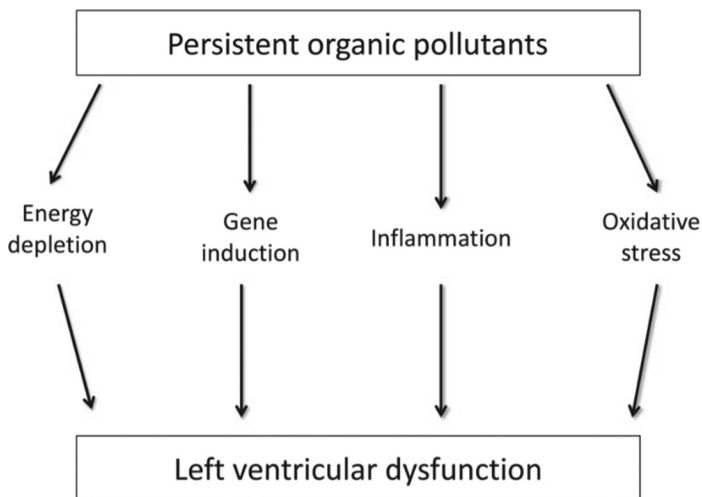 Persistent organic pollutants
Energy
depletion
Gene
induction
Inflammation
Oxidative
stress
Left ventricular dysfunction